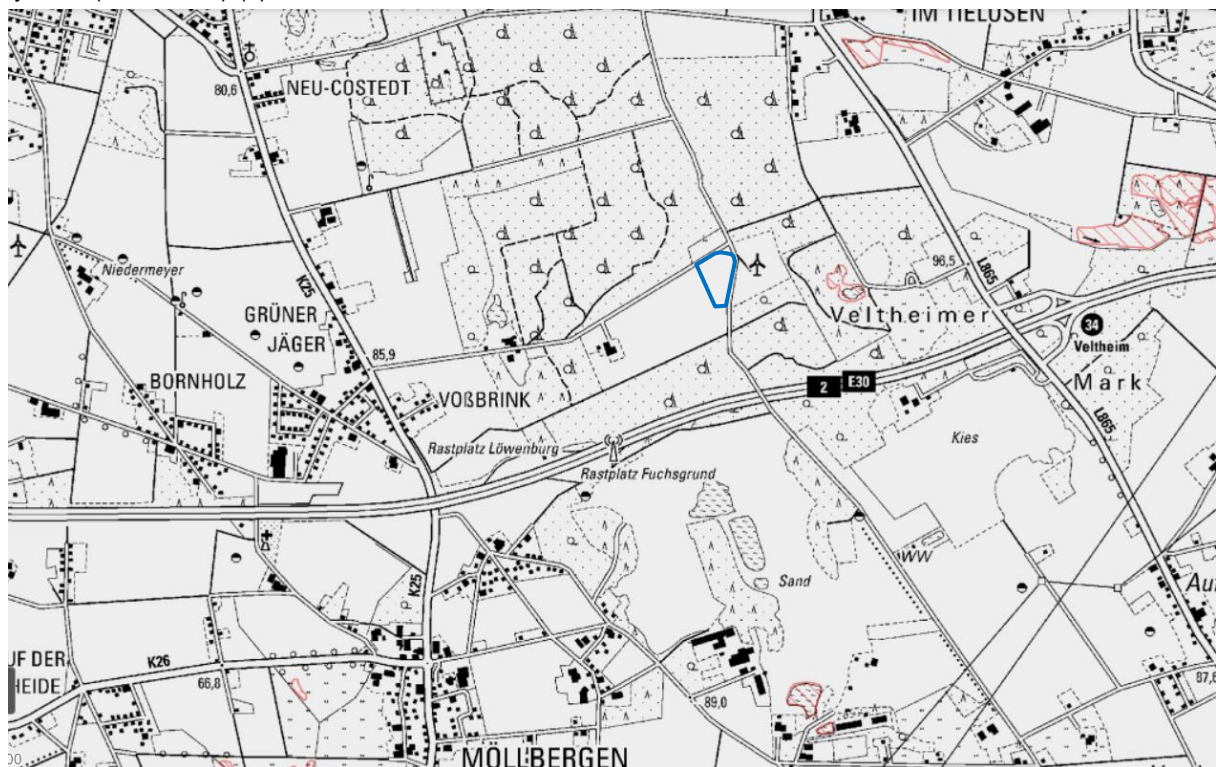 IM TIELOSEN
80,6
NEU-COSTEDT
Niedermeyer
K25
GRÜNER
JÄGER
85,9
BORNHOLZ
VOßBRINK
96,5
L865
Veltheimer
34
Veltheim
Mark
2
E30
L865
Rastplatz Löwenburg
Rastplatz Fuchsgrund
Kies
WW
Sand
K25
K26
UF DER
HEIDE
66,8
89,0
87,6
MÖLLBERGEN